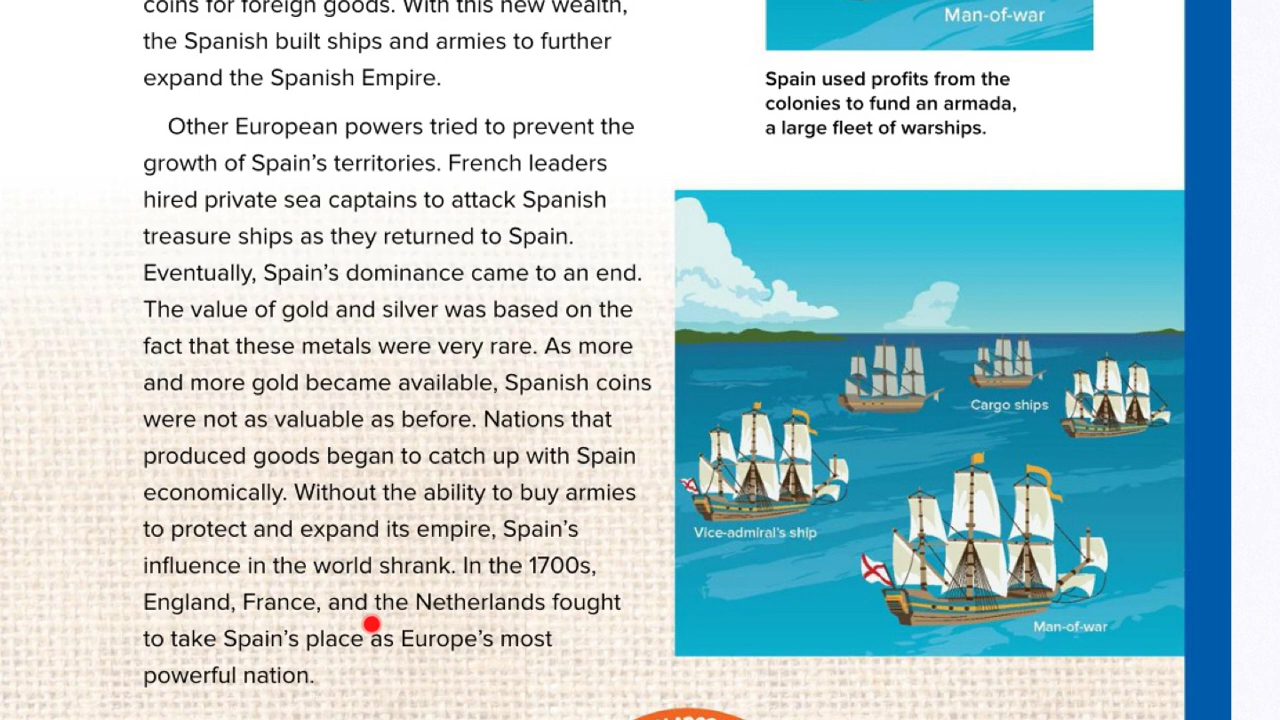 coins for foreign goods. With this new wealth,
the Spanish built ships and armies to further
expand the Spanish Empire.
Other European powers tried to prevent the
growth of Spain’s territories. French leaders
hired private sea captains to attack Spanish
treasure ships as they returned to Spain.
Eventually, Spain’s dominance came to an end.
The value of gold and silver was based on the
fact that these metals were very rare. As more
and more gold became available, Spanish coins
were not as valuable as before. Nations that
produced goods began to catch up with Spain
economically. Without the ability to buy armies
to protect and expand its empire, Spain’s
influence in the world shrank. In the 1700s,
England, France, and the Netherlands fought
to take Spain’s place as Europe’s most
powerful nation.
Man-of-war
Spain used profits from the
colonies to fund an armada,
a large fleet of warships.
Cargo ships
Vice-admiral’s ship
Man-of-war